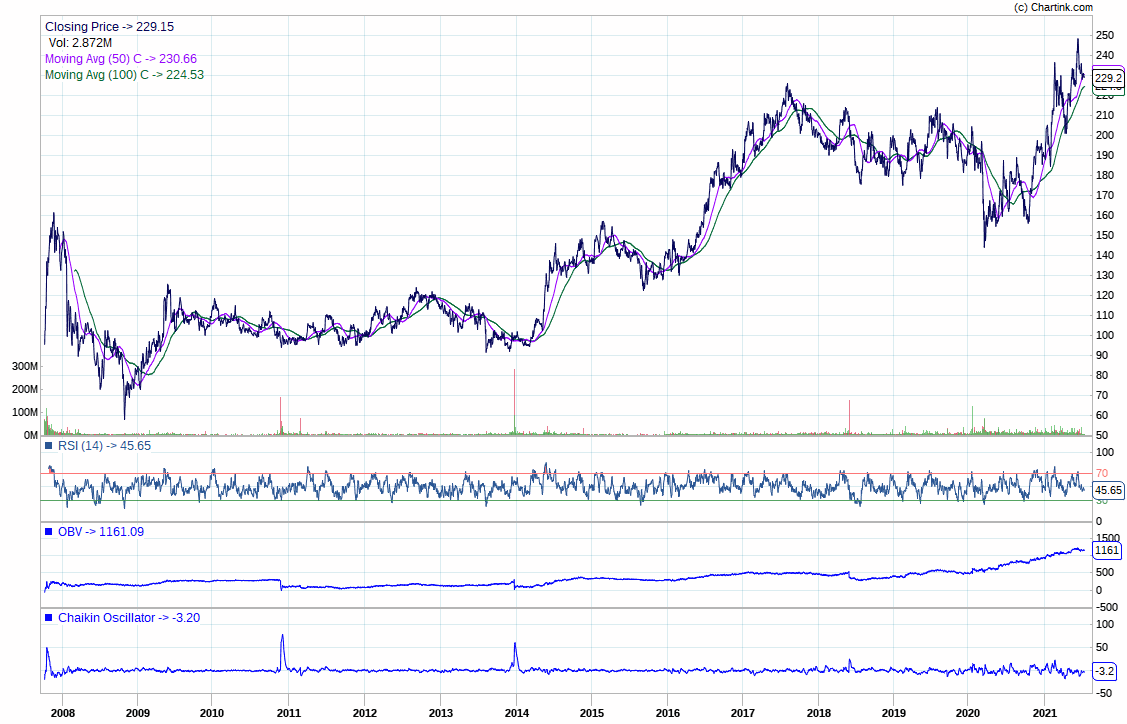 (c) Chartink.com
Closing Price -> 229.15
Vol: 2.872M
Moving Avg (50) C -> 230.66
Moving Avg (100) C -> 224.53
250
240
229.2
220
210
200
190
180
170
160
150
140
130
120
110
100
90
80
70
60
50
300M
200M
100M
0M
RSI (14) -> 45.65
100
70
45.65
30
0
OBV -> 1161.09
1500
1161
500
0
-500
Chaikin Oscillator -> -3.20
100
50
-3.2
-50
2008 2009 2010 2011 2012 2013 2014 2015 2016 2017 2018 2019 2020 2021